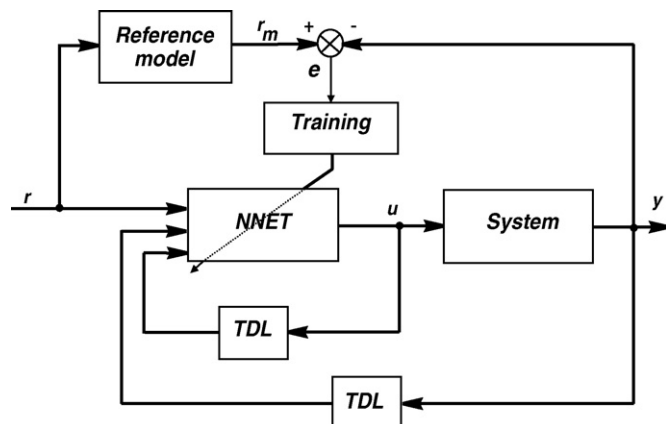 Reference
model
r_m
+
-
e
Training
r
NNET
u
System
y
TDL
TDL